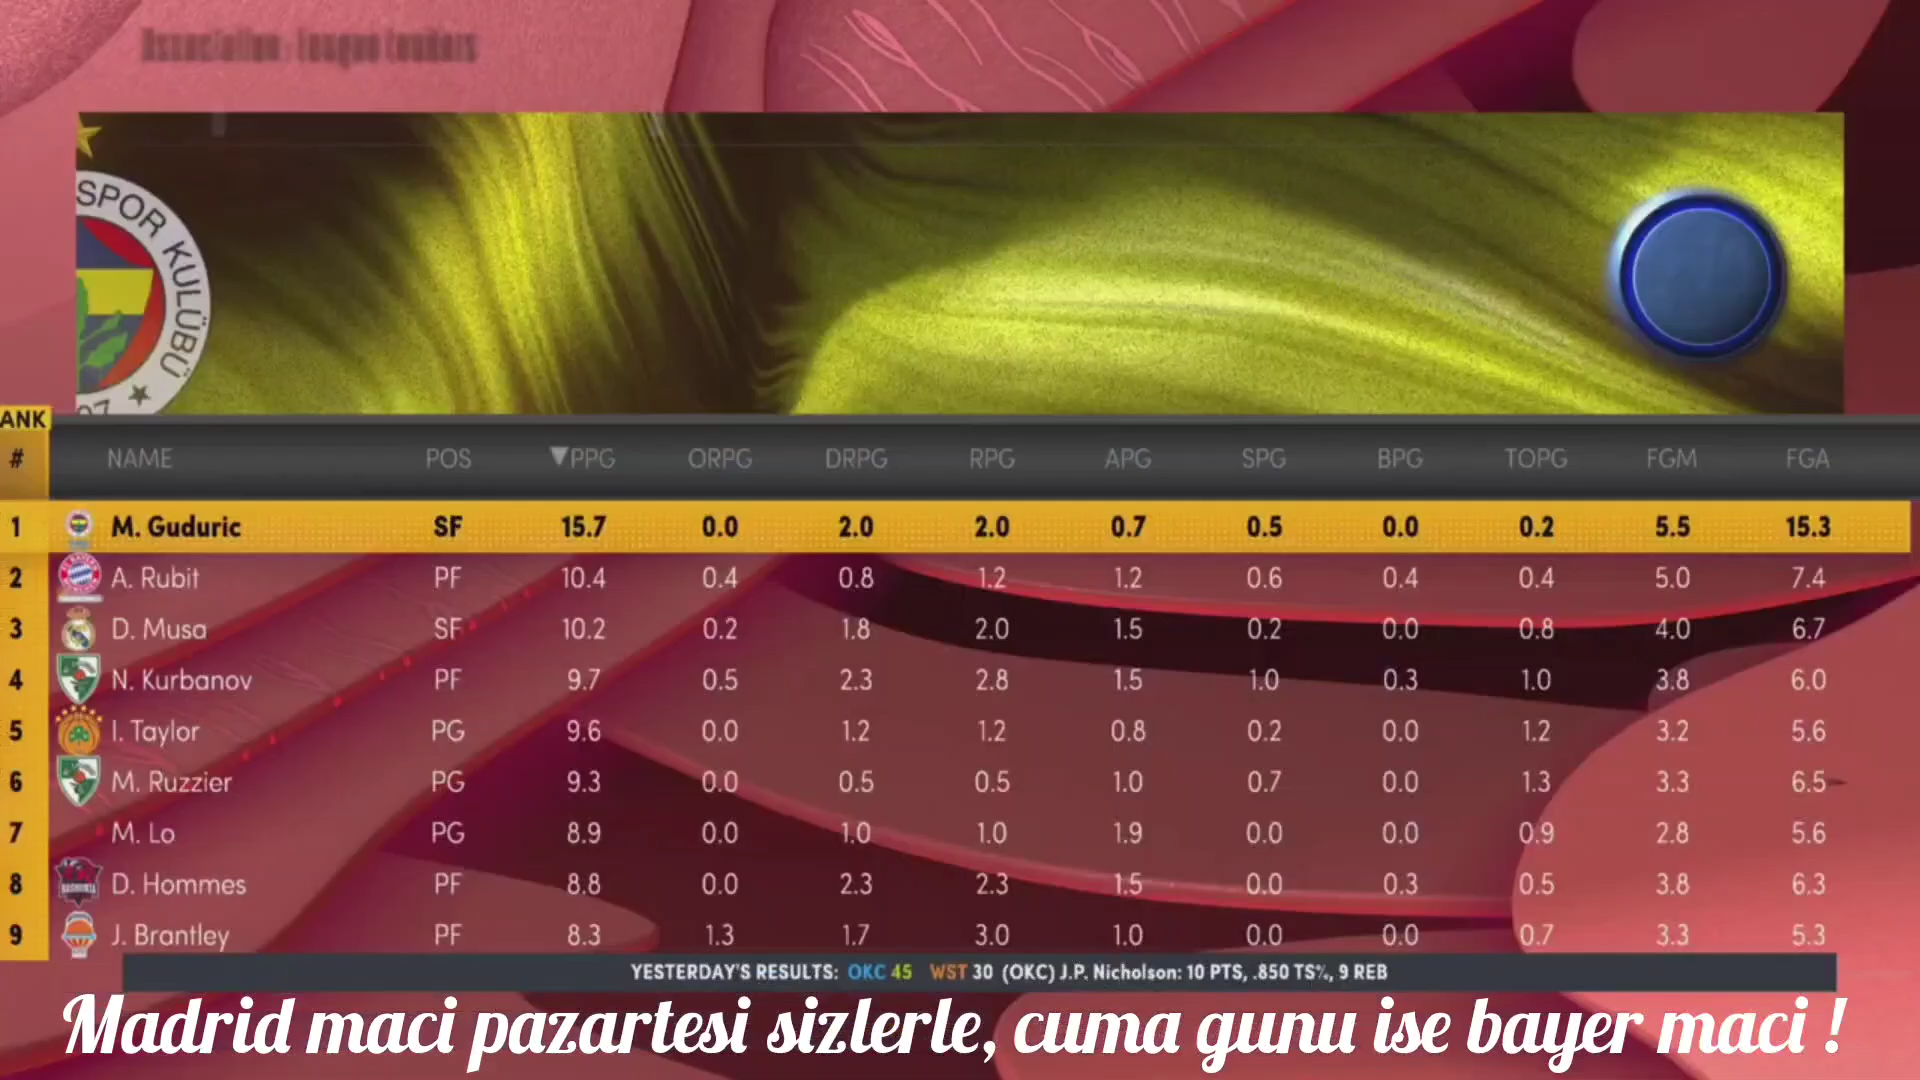 Association: League Leaders
SPOR KULÜBÜ
07
ANK
# NAME POS ▼PPG ORPG DRPG RPG APG SPG BPG TOPG FGM FGA
1 M. Guduric SF 15.7 0.0 2.0 2.0 0.7 0.5 0.0 0.2 5.5 15.3
2 A. Rubit PF 10.4 0.4 0.8 1.2 1.2 0.6 0.4 0.4 5.0 7.4
3 D. Musa SF 10.2 0.2 1.8 2.0 1.5 0.2 0.0 0.8 4.0 6.7
4 N. Kurbanov PF 9.7 0.5 2.3 2.8 1.5 1.0 0.3 1.0 3.8 6.0
5 I. Taylor PG 9.6 0.0 1.2 1.2 0.8 0.2 0.0 1.2 3.2 5.6
6 M. Ruzzier PG 9.3 0.0 0.5 0.5 1.0 0.7 0.0 1.3 3.3 6.5
7 M. Lo PG 8.9 0.0 1.0 1.0 1.9 0.0 0.0 0.9 2.8 5.6
8 D. Hommes PF 8.8 0.0 2.3 2.3 1.5 0.0 0.3 0.5 3.8 6.3
9 J. Brantley PF 8.3 1.3 1.7 3.0 1.0 0.0 0.0 0.7 3.3 5.3
YESTERDAY'S RESULTS: OKC 45 WST 30 (OKC) J.P. Nicholson: 10 PTS, .850 TS%, 9 REB
Madrid maci pazartesi sizlerle, cuma gunu ise bayer maci !